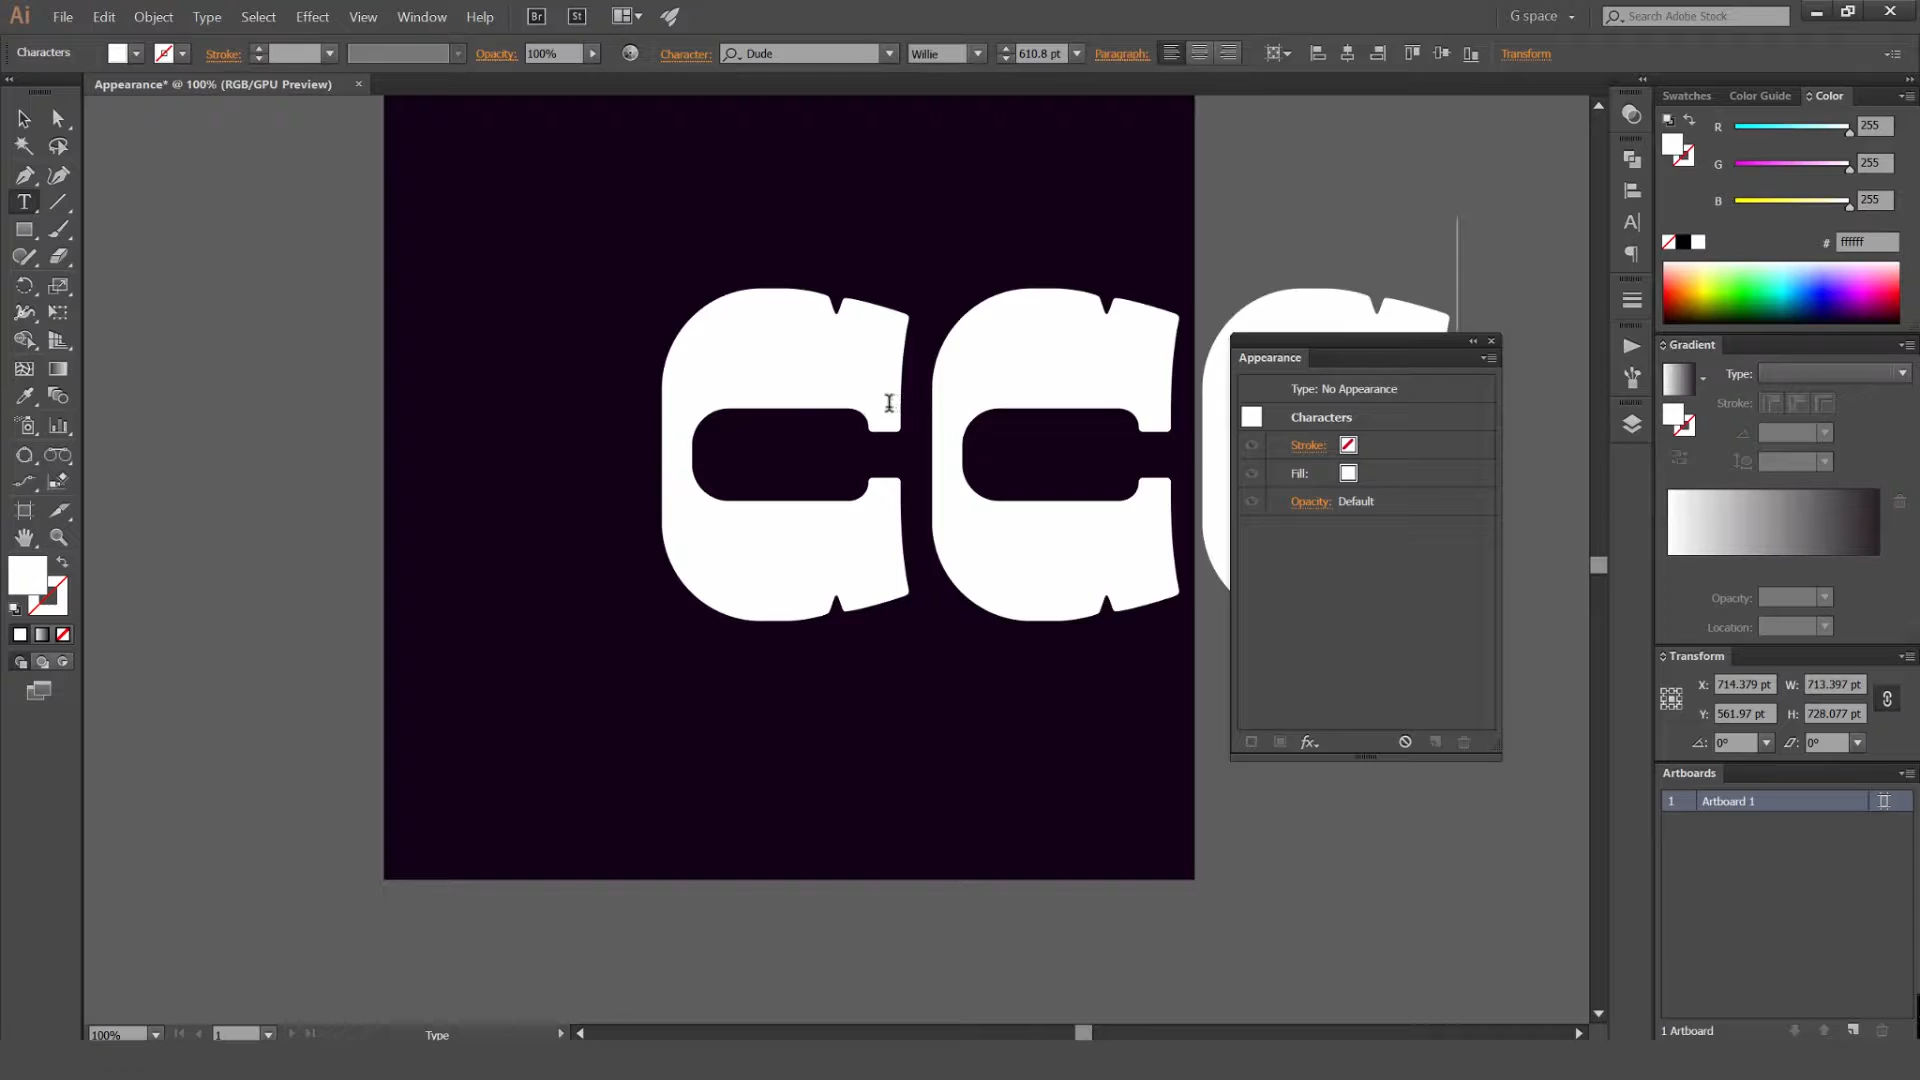 Ai File Edit Object Type Select Effect View Window Help Br St G space Search Adobe Stock
Characters Stroke: Opacity: 100% Character: Dude Willie 610.8 pt Paragraph: Transform
Appearance* @ 100% (RGB/GPU Preview)
CCC
Appearance
Type: No Appearance
Characters
Stroke:
Fill:
Opacity: Default
fx
Swatches Color Guide Color
R 255
G 255
B 255
# ffffff
Gradient
Type:
Stroke:
Opacity:
Location:
Transform
X: 714.379 pt W: 713.397 pt
Y: 561.97 pt H: 728.077 pt
0° 0°
Artboards
1 Artboard 1
1 Artboard
100% 1 Type